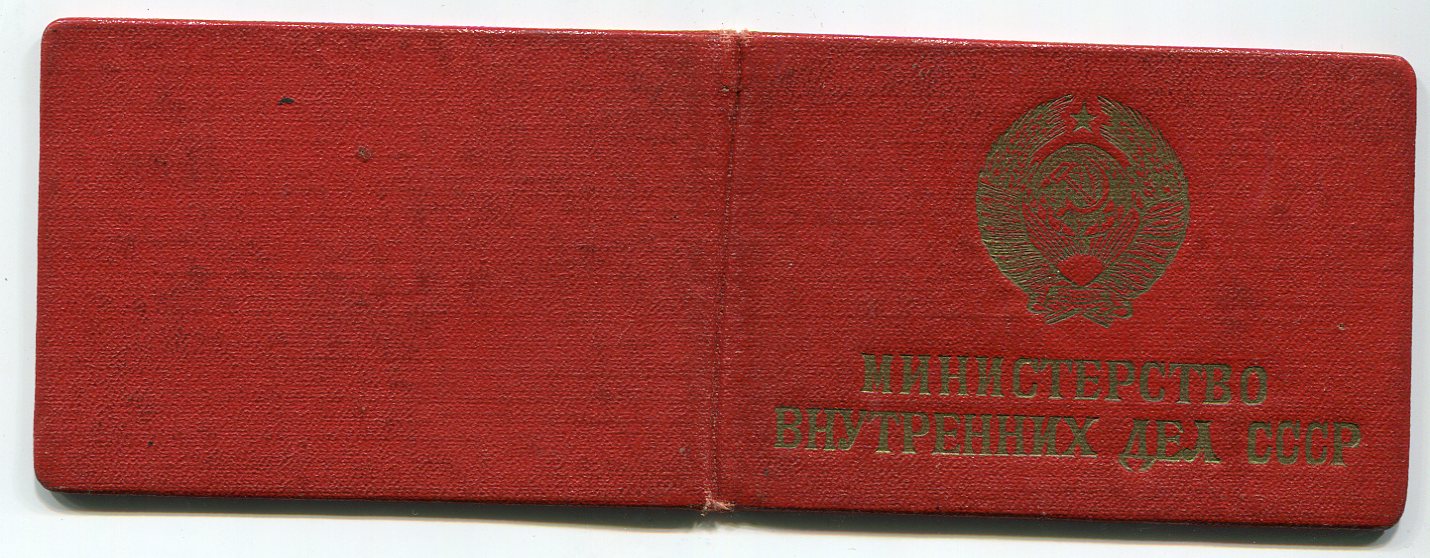 МИНИСТЕРСТВО
ВНУТРЕННИХ ДЕЛ СССР